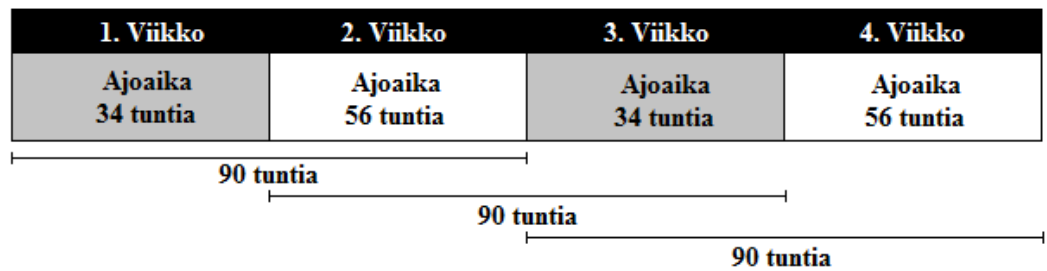 1. Viikko 2. Viikko 3. Viikko 4. Viikko
Ajoaika Ajoaika Ajoaika Ajoaika
34 tuntia 56 tuntia 34 tuntia 56 tuntia
90 tuntia
90 tuntia
90 tuntia